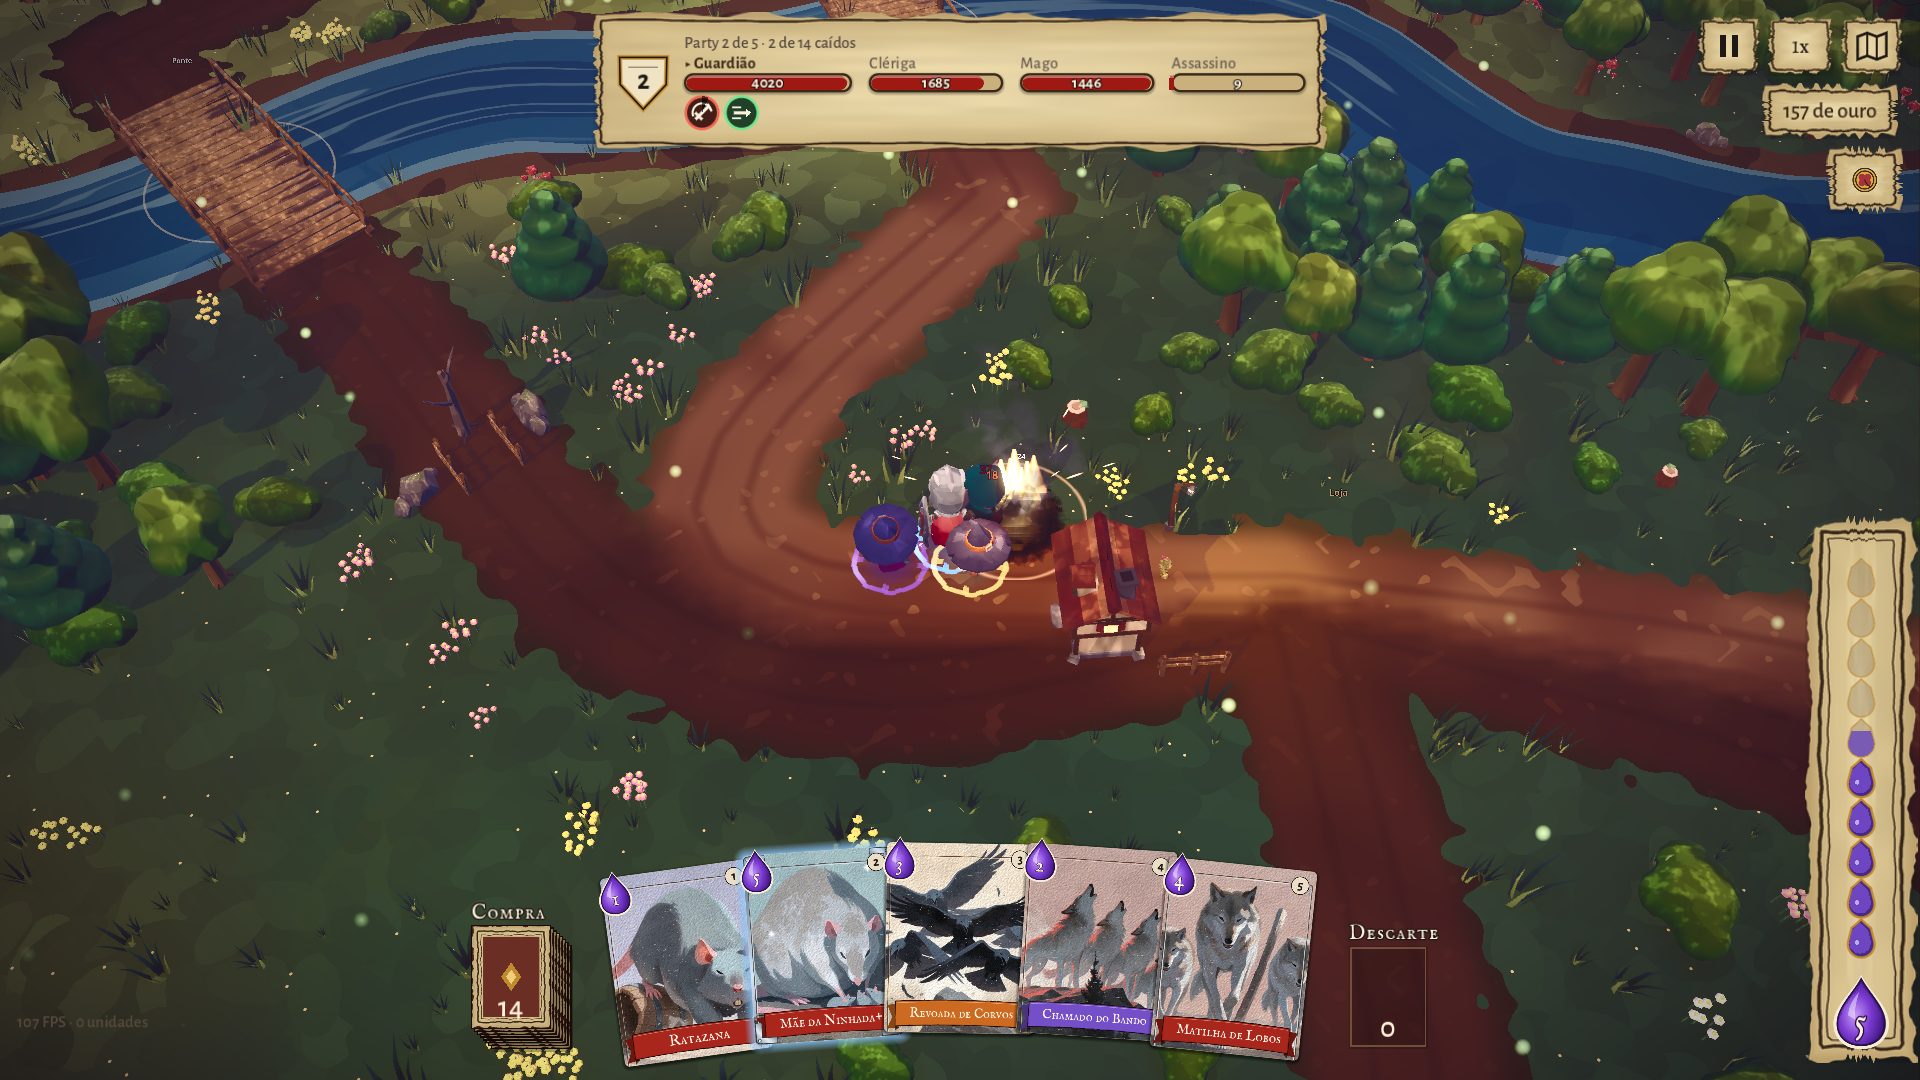 Party 2 de 5 · 2 de 14 caídos
2
Guardião
Clériga
Mago
Assassino
4020
1685
1446
9
1x
157 de ouro
Ponte
Loja
24
18
Compra
14
1
1
Ratazana
5
2
Mãe da Ninhada+
3
3
Revoada de Corvos
2
4
Chamado do Bando
4
5
Matilha de Lobos
Descarte
0
5
107 FPS · 0 unidades